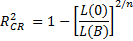 R²_CR = 1 − [L(0)/L(B)]^2/n